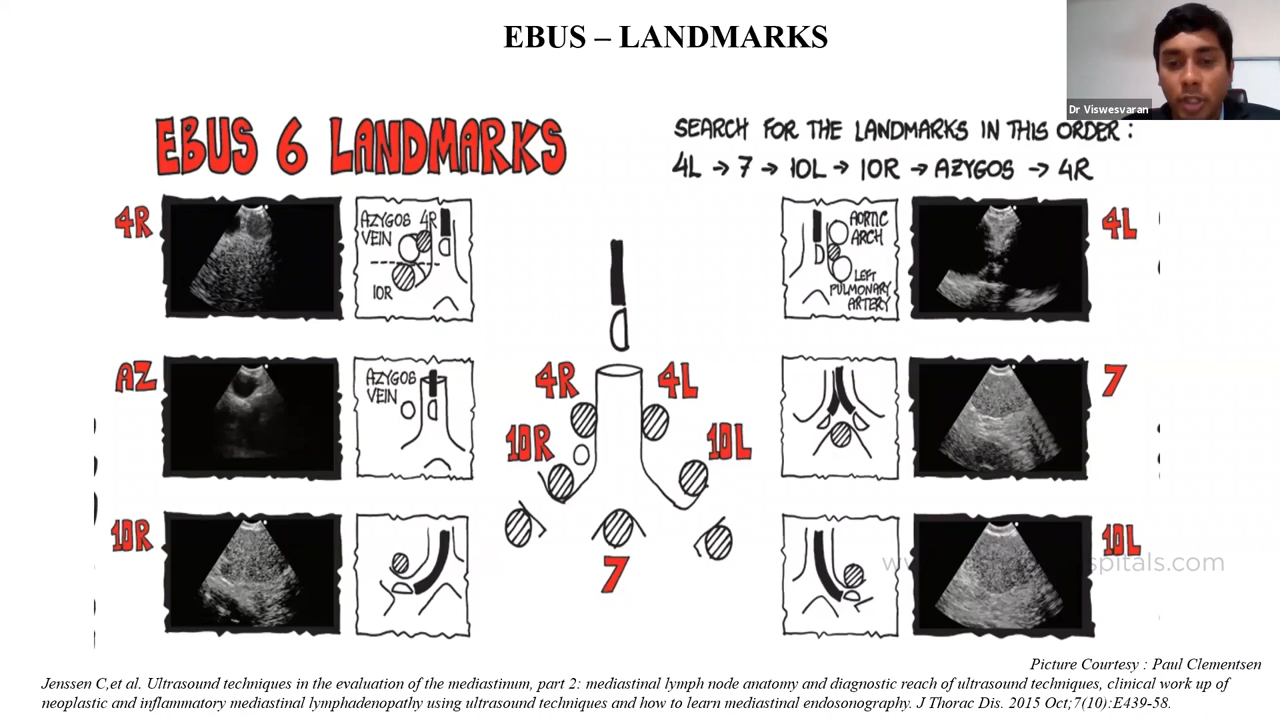 EBUS – LANDMARKS
Dr Viswesvaran
EBUS 6 LANDMARKS
SEARCH FOR THE LANDMARKS IN THIS ORDER :
4L → 7 → 10L → 10R → AZYGOS → 4R
4R
AZYGOS 4R
VEIN
10R
AORTIC
ARCH
LEFT
PULMONARY
ARTERY
4L
AZ
AZYGOS
VEIN
4R
4L
10R
10L
7
7
10R
10L
Picture Courtesy : Paul Clementsen
Jenssen C,et al. Ultrasound techniques in the evaluation of the mediastinum, part 2: mediastinal lymph node anatomy and diagnostic reach of ultrasound techniques, clinical work up of
neoplastic and inflammatory mediastinal lymphadenopathy using ultrasound techniques and how to learn mediastinal endosonography. J Thorac Dis. 2015 Oct;7(10):E439-58.